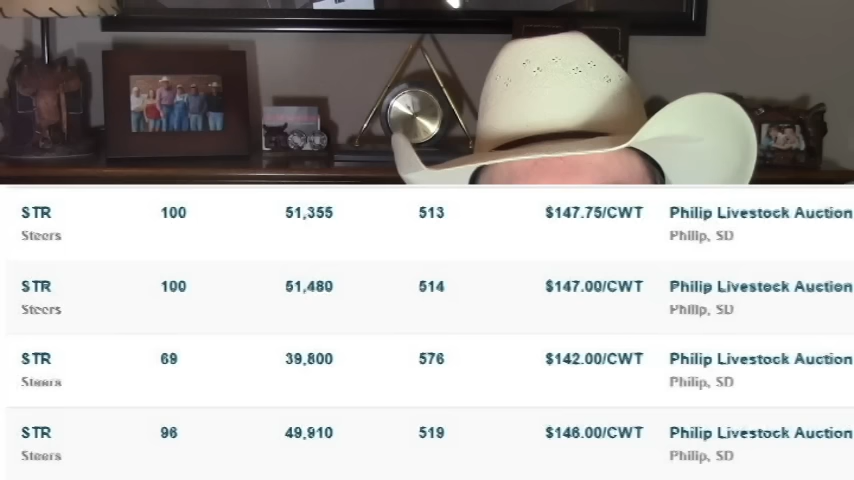 STR 100 51,355 513 $147.75/CWT Philip Livestock Auction
Steers Philip, SD
STR 100 51,480 514 $147.00/CWT Philip Livestock Auction
Steers Philip, SD
STR 69 39,800 576 $142.00/CWT Philip Livestock Auction
Steers Philip, SD
STR 96 49,910 519 $146.00/CWT Philip Livestock Auction
Steers Philip, SD